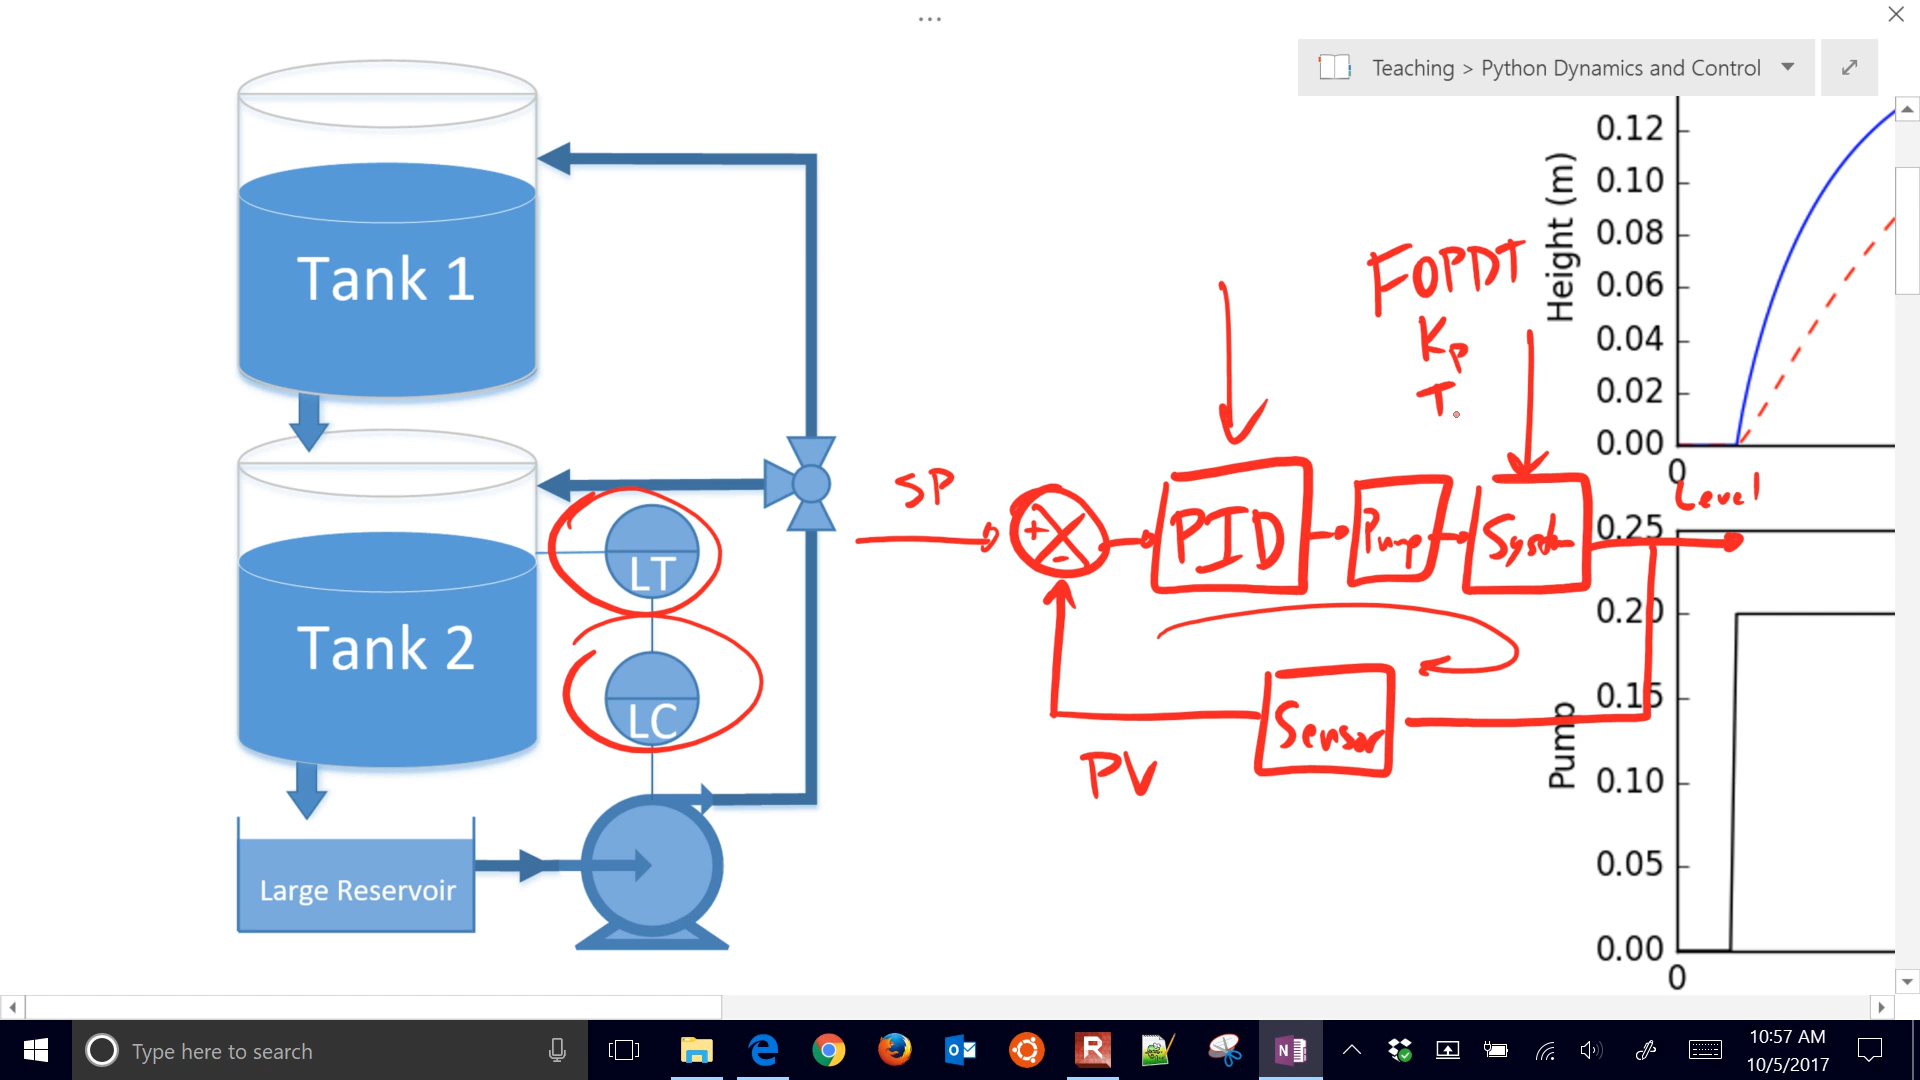 Teaching > Python Dynamics and Control
Tank 1
Tank 2
LT
LC
Large Reservoir
SP
PID
Pump
System
Sensor
PV
FOPDT
Kp
τ
Level
Height (m)
0.12
0.10
0.08
0.06
0.04
0.02
0.00
0
Pump
0.25
0.20
0.15
0.10
0.05
0.00
0
Type here to search
10:57 AM
10/5/2017